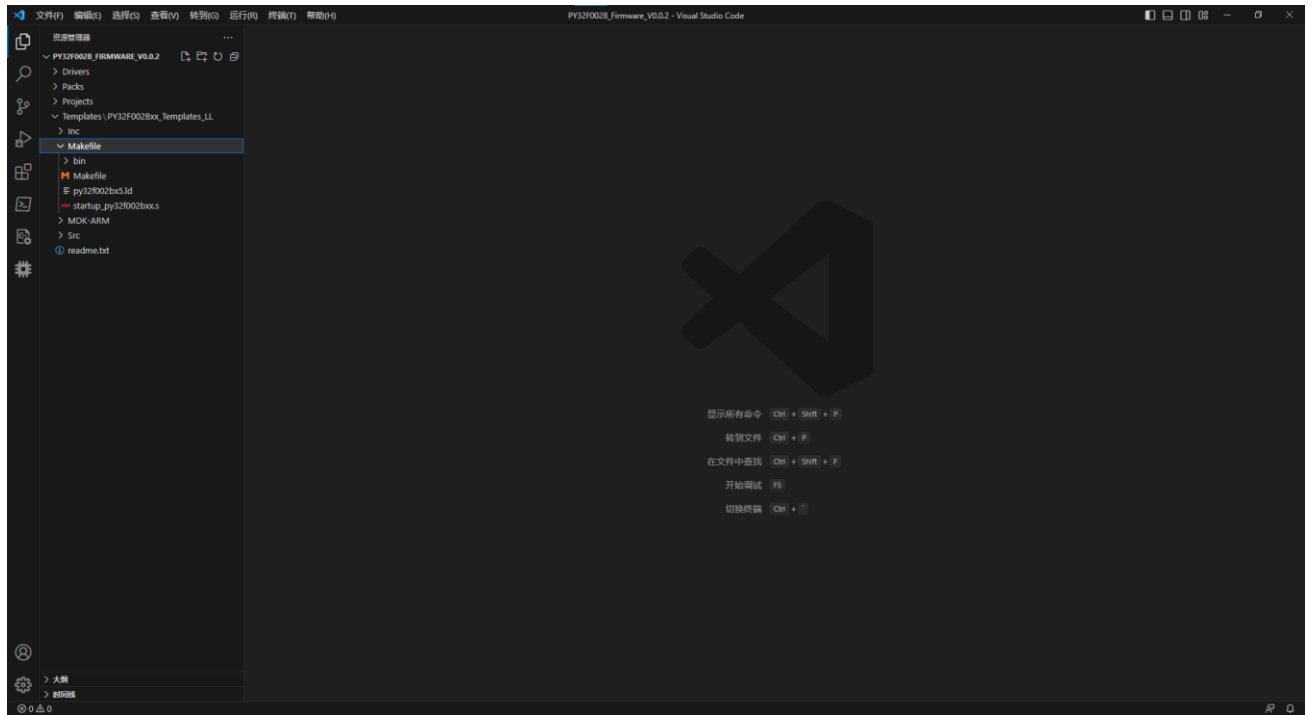 文件(F) 编辑(E) 选择(S) 查看(V) 转到(G) 运行(R) 终端(T) 帮助(H) PY32F002B_Firmware_V0.0.2 - Visual Studio Code
资源管理器 ...
PY32F002B_FIRMWARE_V0.0.2
Drivers
Packs
Projects
Templates \ PY32F002Bxx_Templates_LL
Inc
Makefile
bin
Makefile
py32f002bx5.ld
startup_py32f002bxx.s
MDK-ARM
Src
readme.txt
显示所有命令 Ctrl + Shift + P
转到文件 Ctrl + P
在文件中查找 Ctrl + Shift + F
开始调试 F5
切换终端 Ctrl + `
大纲
时间线
0 0